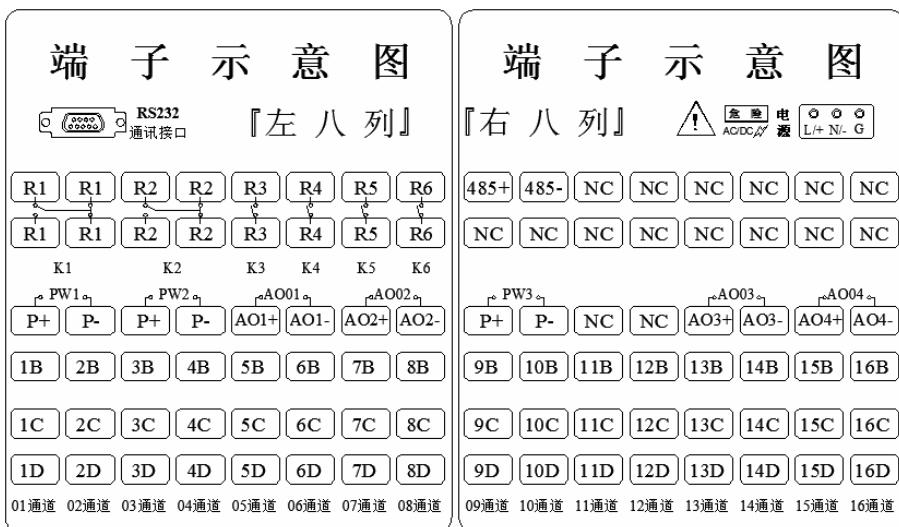 端 子 示 意 图
RS232
通讯接口
『左 八 列』
R1 R1 R2 R2 R3 R4 R5 R6
R1 R1 R2 R2 R3 R4 R5 R6
K1 K2 K3 K4 K5 K6
PW1 PW2 AO01 AO02
P+ P- P+ P- AO1+ AO1- AO2+ AO2-
1B 2B 3B 4B 5B 6B 7B 8B
1C 2C 3C 4C 5C 6C 7C 8C
1D 2D 3D 4D 5D 6D 7D 8D
01通道 02通道 03通道 04通道 05通道 06通道 07通道 08通道
端 子 示 意 图
『右 八 列』
危 险
AC/DC
电源
L/+ N/- G
485+ 485- NC NC NC NC NC NC
NC NC NC NC NC NC NC NC
PW3 AO03 AO04
P+ P- NC NC AO3+ AO3- AO4+ AO4-
9B 10B 11B 12B 13B 14B 15B 16B
9C 10C 11C 12C 13C 14C 15C 16C
9D 10D 11D 12D 13D 14D 15D 16D
09通道 10通道 11通道 12通道 13通道 14通道 15通道 16通道